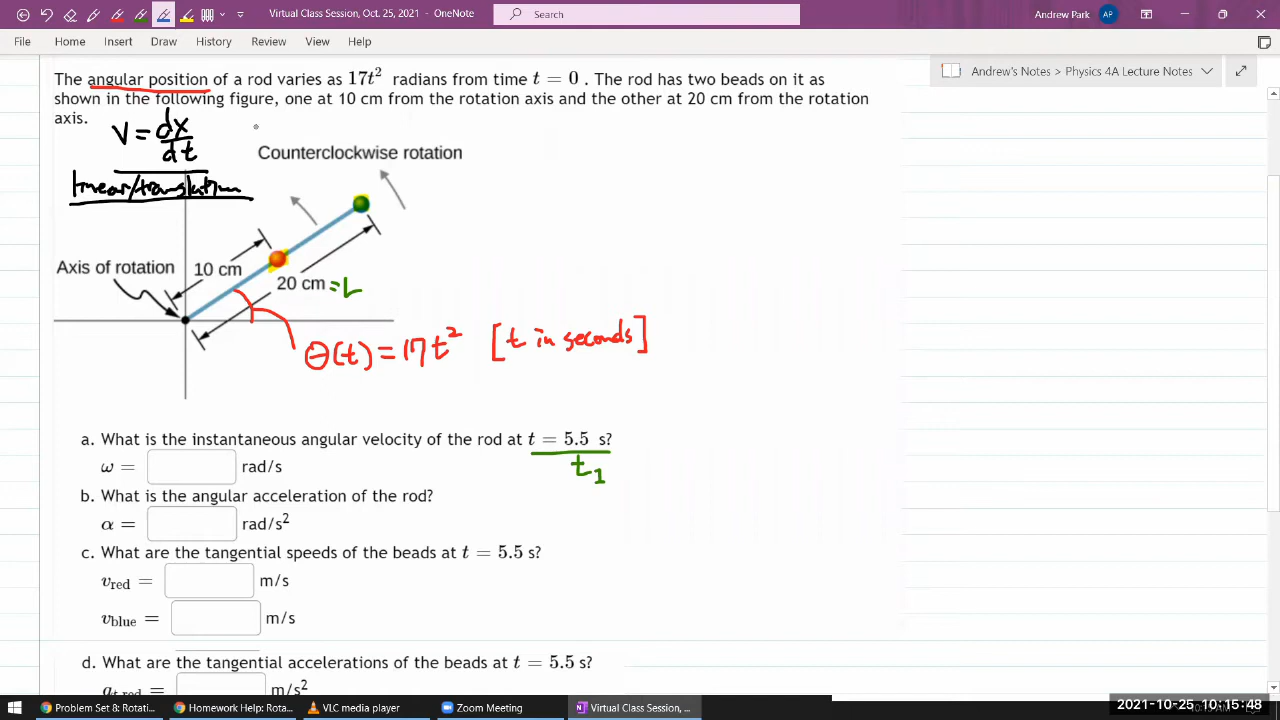 Virtual Class Session, Oct 25, 2021 - OneNote
Search
Andrew Park
AP
File Home Insert Draw History Review View Help
Andrew's Notes > Physics 4A Lecture Notes
The angular position of a rod varies as 17t² radians from time t = 0 . The rod has two beads on it as
shown in the following figure, one at 10 cm from the rotation axis and the other at 20 cm from the rotation
axis.
v = dx/dt
linear/translation
Counterclockwise rotation
Axis of rotation
10 cm
20 cm = L
θ(t) = 17t² [t in seconds]
a. What is the instantaneous angular velocity of the rod at t = 5.5 s?
t₁
ω = rad/s
b. What is the angular acceleration of the rod?
α = rad/s²
c. What are the tangential speeds of the beads at t = 5.5 s?
v_red = m/s
v_blue = m/s
d. What are the tangential accelerations of the beads at t = 5.5 s?
a_t,red = m/s²
Problem Set 8: Rotati...
Homework Help: Rota...
VLC media player
Zoom Meeting
Virtual Class Session, ...
2021-10-25 10:15:48